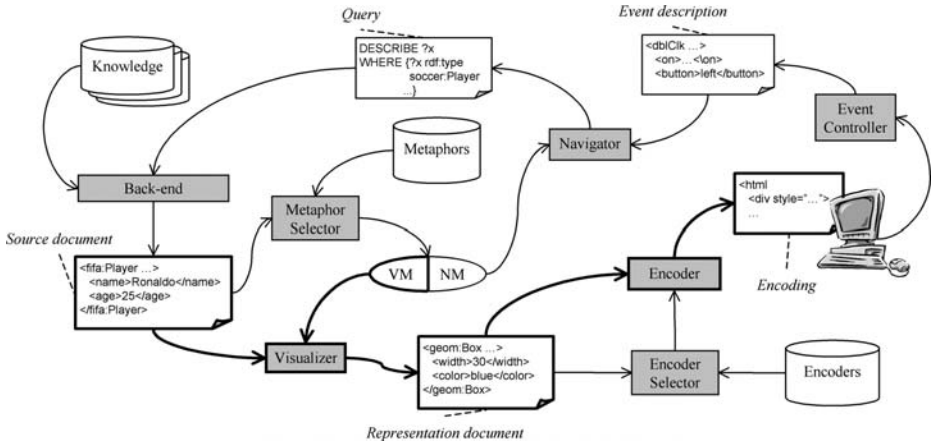 Query
Event description
Knowledge
DESCRIBE ?x
WHERE {?x rdf:type
soccer:Player
...}
<dblClk ...>
<on>...<\on>
<button>left</button>
Event
Controller
Metaphors
Navigator
Back-end
Metaphor
Selector
<html
<div style="...">
...
Source document
<fifa:Player ...>
<name>Ronaldo</name>
<age>25</age>
</fifa:Player>
VM
NM
Encoder
Encoding
Visualizer
<geom:Box ...>
<width>30</width>
<color>blue</color>
</geom:Box>
Encoder
Selector
Encoders
Representation document